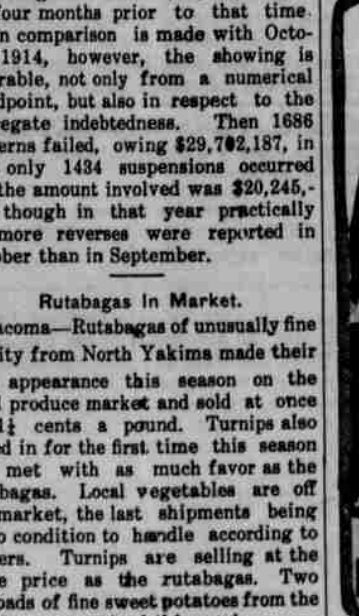 four months prior to that time.
n comparison is made with Octo-
1914, however, the showing is
rable, not only from a numerical
dpoint, but also in respect to the
regate indebtedness. Then 1686
erns failed, owing $29,702,187, in
only 1434 suspensions occurred
the amount involved was $20,245,-
though in that year practically
more reverses were reported in
ober than in September.
Rutabagas In Market.
acoma—Rutabagas of unusually fine
ity from North Yakima made their
appearance this season on the
l produce market and sold at once
1½ cents a pound. Turnips also
ed in for the first time this season
met with as much favor as the
bagas. Local vegetables are off
market, the last shipments being
o condition to handle according to
ers. Turnips are selling at the
e price as the rutabagas. Two
oads of fine sweet potatoes from the